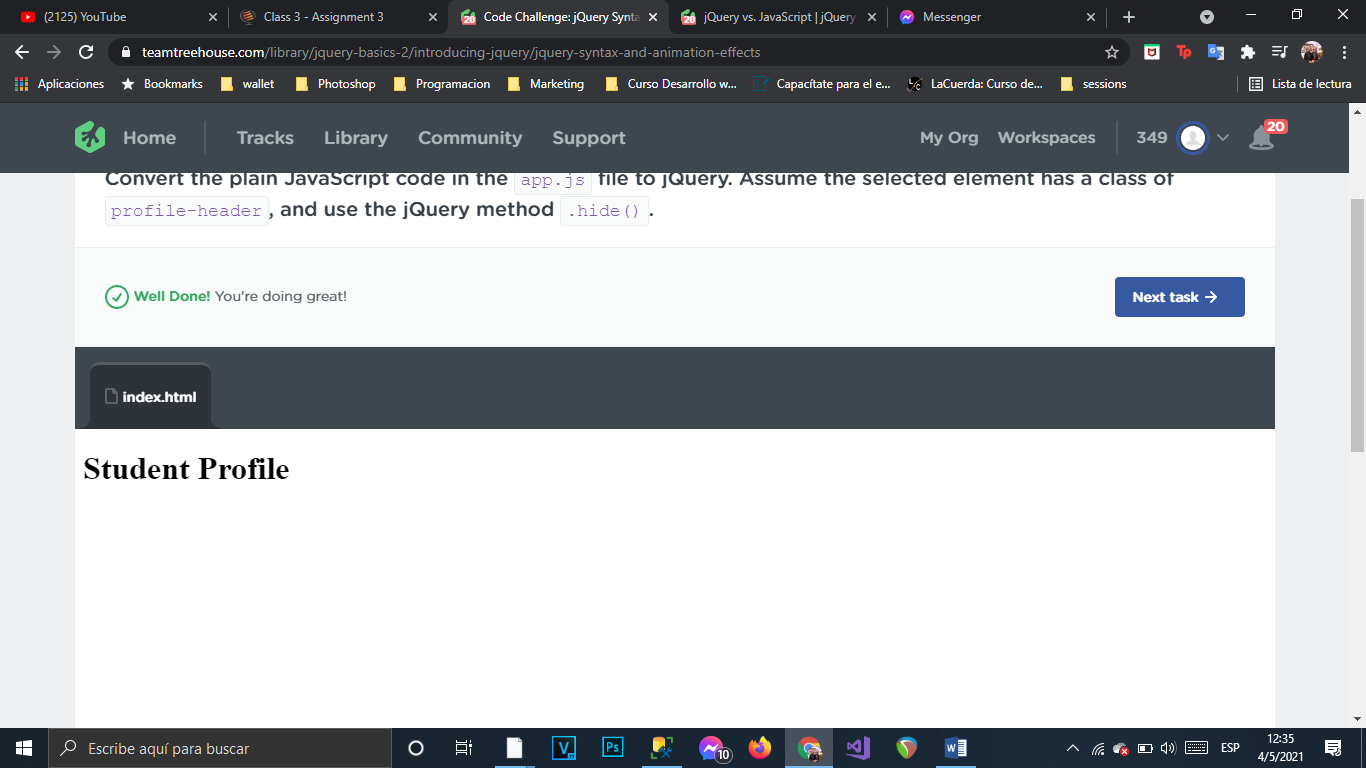 (2125) YouTube
Class 3 - Assignment 3
Code Challenge: jQuery Synta
jQuery vs. JavaScript | jQuery
Messenger
teamtreehouse.com/library/jquery-basics-2/introducing-jquery/jquery-syntax-and-animation-effects
Aplicaciones
Bookmarks
wallet
Photoshop
Programacion
Marketing
Curso Desarrollo w...
Capacítate para el e...
LaCuerda: Curso de...
sessions
Lista de lectura
Home
Tracks
Library
Community
Support
My Org
Workspaces
349
20
Convert the plain JavaScript code in the app.js file to jQuery. Assume the selected element has a class of
profile-header, and use the jQuery method .hide().
Well Done! You're doing great!
Next task
index.html
Student Profile
Escribe aquí para buscar
10
ESP
12:35
4/5/2021